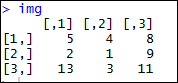 > img
     [,1] [,2] [,3]
[1,]    5    4    8
[2,]    2    1    9
[3,]   13    3   11